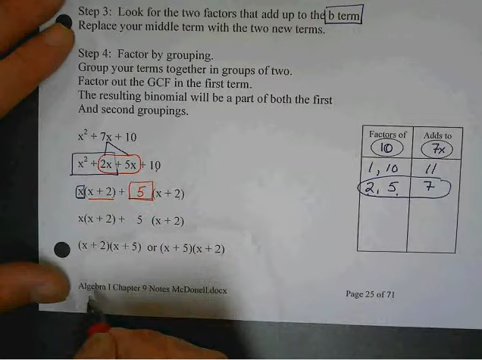 Step 3: Look for the two factors that add up to the b term
Replace your middle term with the two new terms.
Step 4: Factor by grouping.
Group your terms together in groups of two.
Factor out the GCF in the first term.
The resulting binomial will be a part of both the first
And second groupings.
x² + 7x + 10
x² + 2x + 5x + 10
x(x + 2) + 5 (x + 2)
x(x + 2) + 5 (x + 2)
(x + 2)(x + 5) or (x + 5)(x + 2)
Factors of Adds to
10 7x
1, 10 11
2, 5 7
Algebra 1 Chapter 9 Notes McDonell.docx
Page 25 of 71